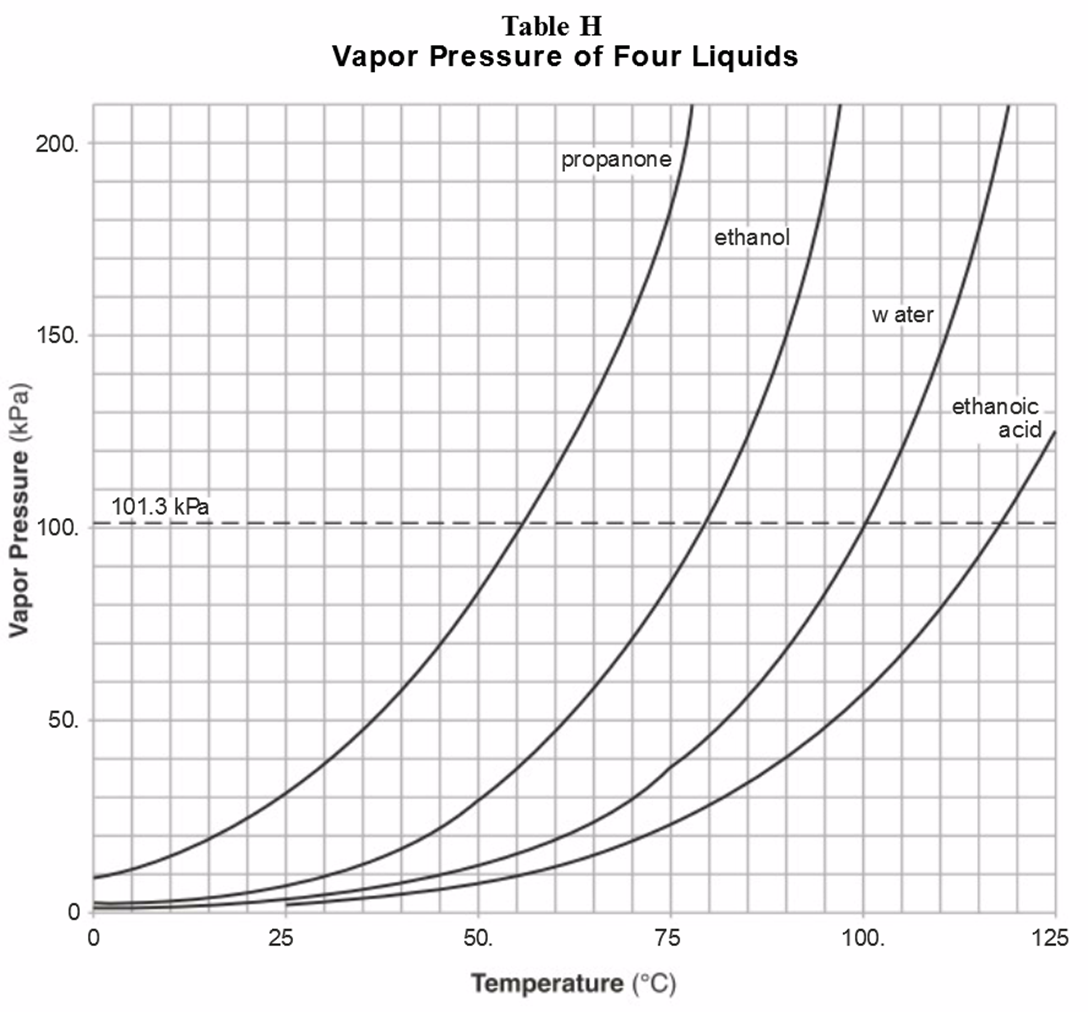 Table H
Vapor Pressure of Four Liquids
200.
propanone
ethanol
w ater
150.
ethanoic
acid
101.3 kPa
100.
50.
0
0 25 50. 75 100. 125
Vapor Pressure (kPa)
Temperature (°C)